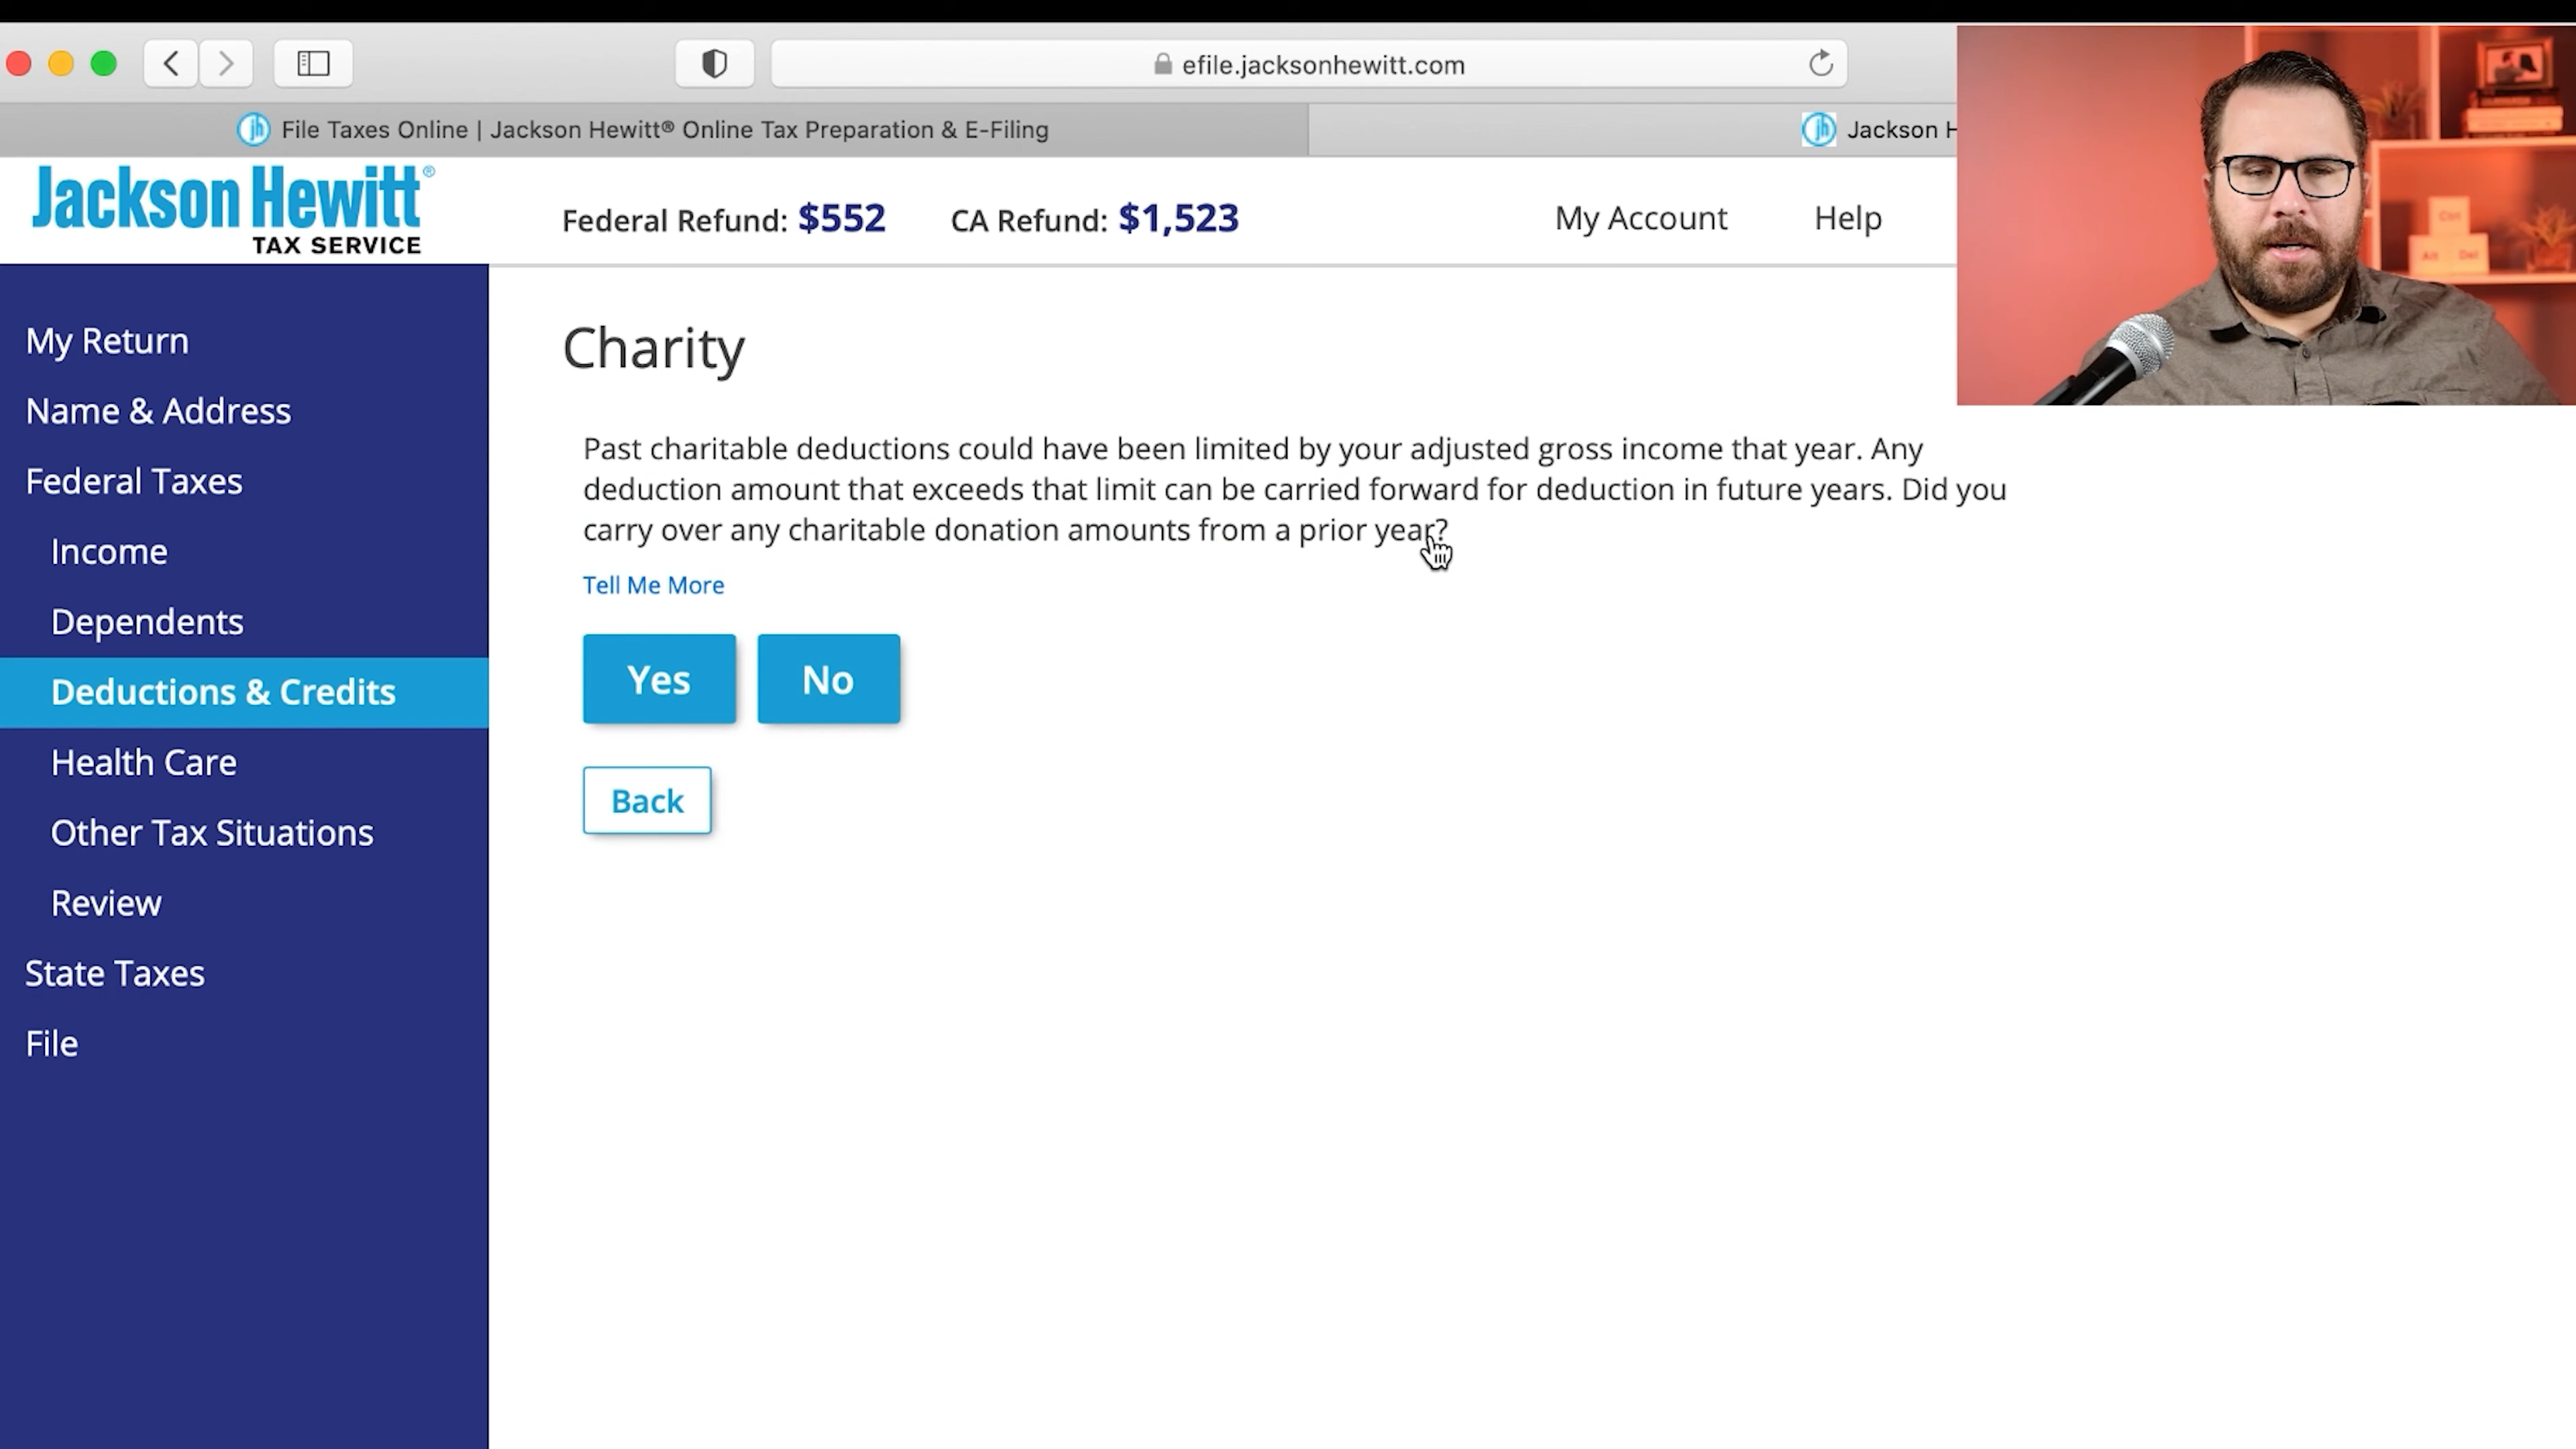 efile.jacksonhewitt.com
File Taxes Online | Jackson Hewitt® Online Tax Preparation & E-Filing
Jackson H
Jackson Hewitt®
TAX SERVICE
Federal Refund: $552 CA Refund: $1,523
My Account Help
My Return
Name & Address
Federal Taxes
Income
Dependents
Deductions & Credits
Health Care
Other Tax Situations
Review
State Taxes
File
Charity
Past charitable deductions could have been limited by your adjusted gross income that year. Any
deduction amount that exceeds that limit can be carried forward for deduction in future years. Did you
carry over any charitable donation amounts from a prior year?
Tell Me More
Yes No
Back
Ctrl
Alt Del